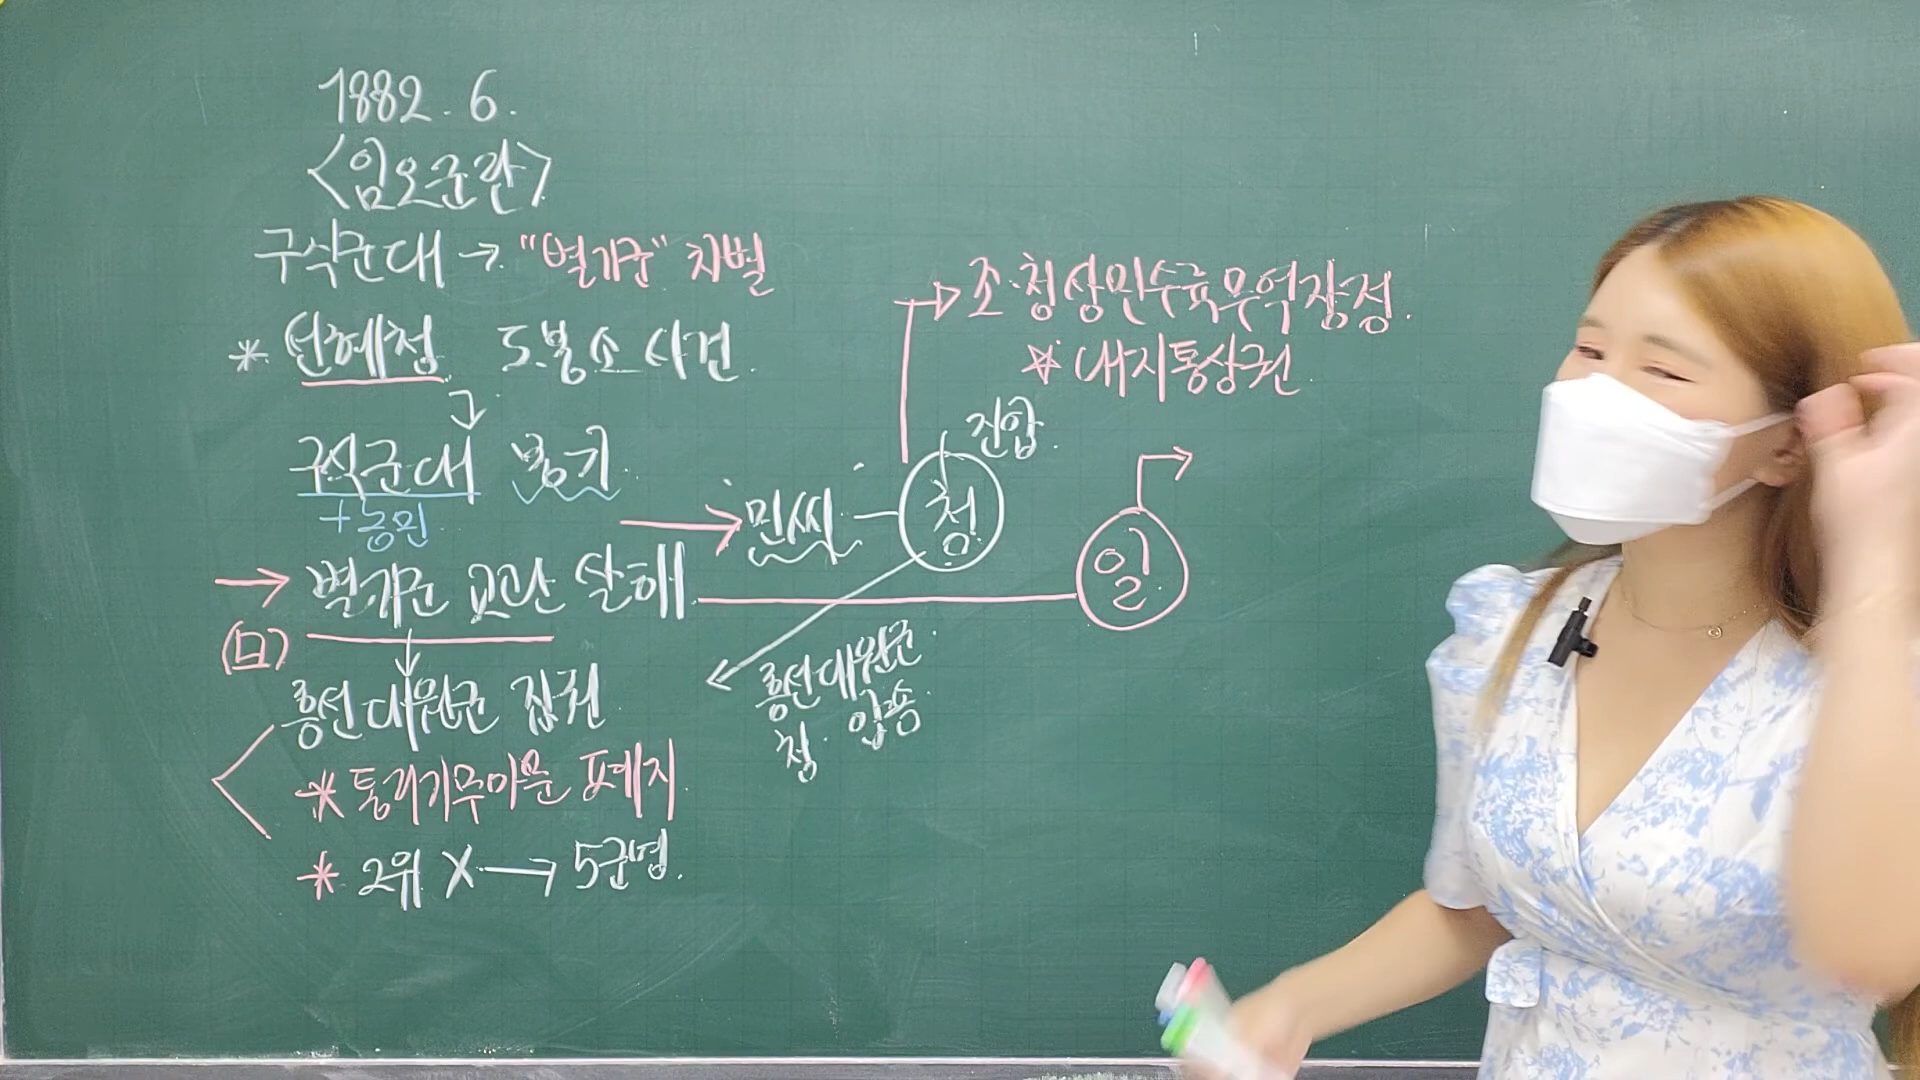 1882. 6.
<임오군란>
구식군대 → "별기군" 차별
* 선혜청 도봉소 사건.
구식군대 봉기.
+ 농민
→ 별기군 교관 살해
(日)
흥선대원군 집권
* 통리기무아문 폐지
* 2위 X → 5군영.
→ 민씨 - 청
진압.
→ 조·청상민수륙무역장정.
☆ 내지통상권
일
흥선대원군.
청. 압송.